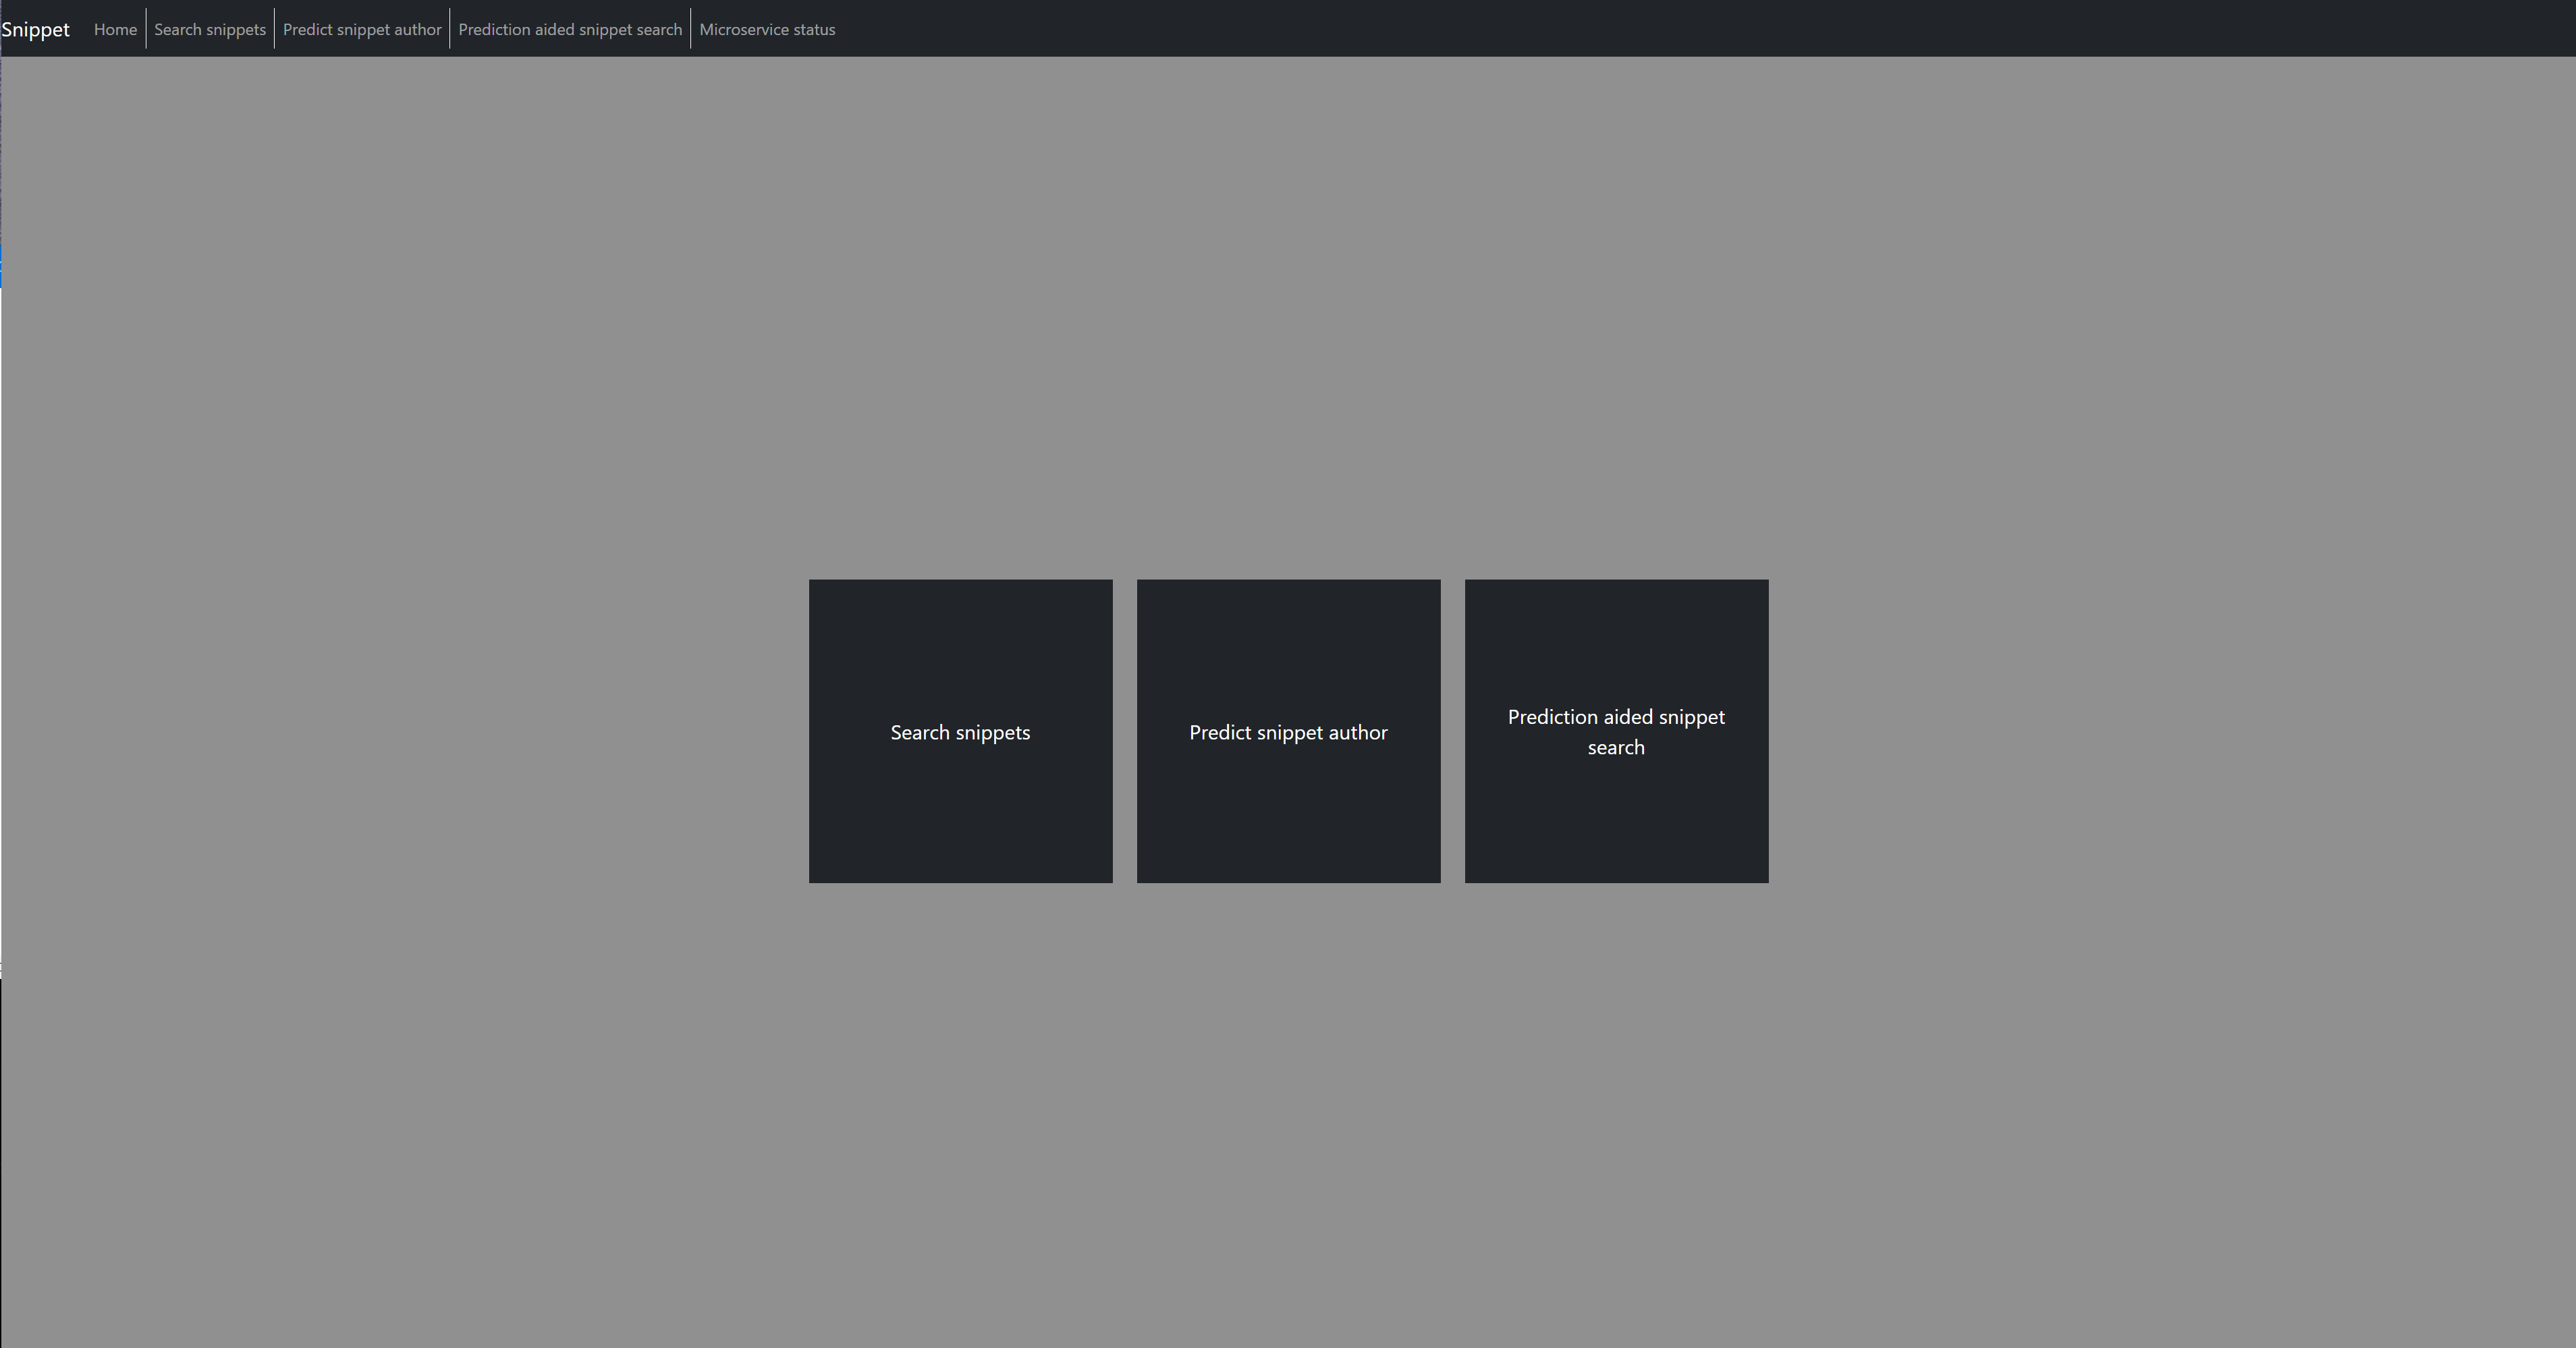 Snippet Home Search snippets Predict snippet author Prediction aided snippet search Microservice status
Search snippets
Predict snippet author
Prediction aided snippet
search